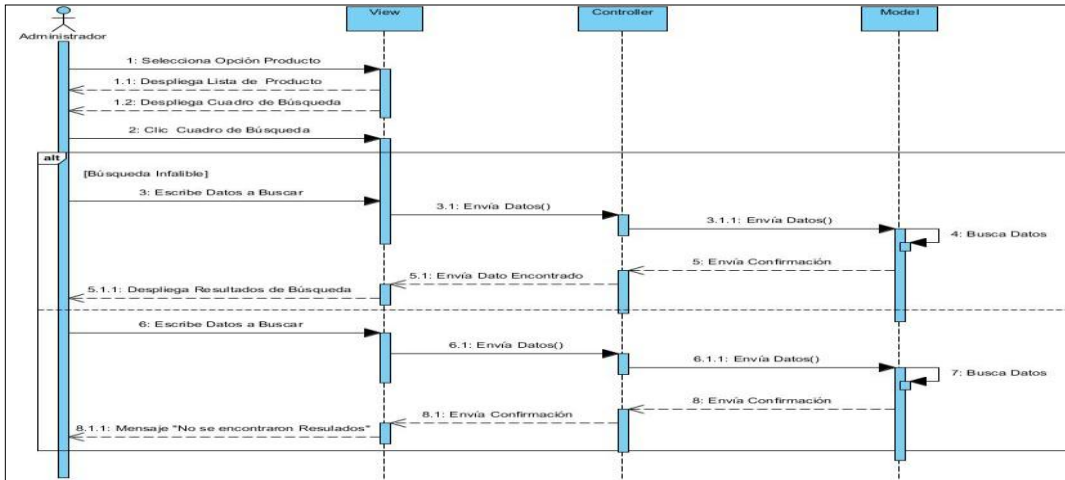 View
Controller
Model
Administrador
1: Selecciona Opción Producto
1.1: Despliega Lista de Producto
1.2: Despliega Cuadro de Búsqueda
2: Clic Cuadro de Búsqueda
alt
[Búsqueda Infalible]
3: Escribe Datos a Buscar
3.1: Envía Datos()
3.1.1: Envía Datos()
4: Busca Datos
5: Envía Confirmación
5.1: Envía Dato Encontrado
5.1.1: Despliega Resultados de Búsqueda
6: Escribe Datos a Buscar
6.1: Envía Datos()
6.1.1: Envía Datos()
7: Busca Datos
8: Envía Confirmación
8.1: Envía Confirmación
8.1.1: Mensaje "No se encontraron Resulados"